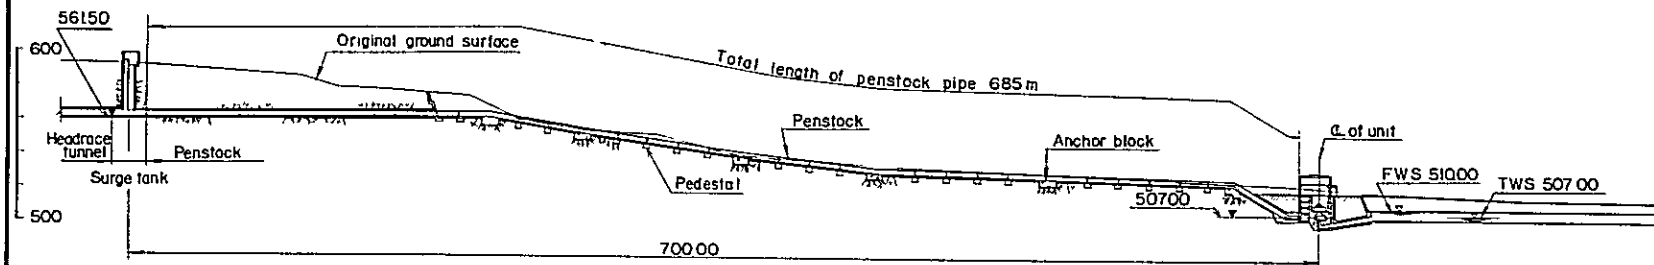 561.50
600
Original ground surface
Total length of penstock pipe 685 m
Headrace
tunnel
Penstock
Surge tank
Penstock
Anchor block
℄ of unit
Pedestal
507.00
FWS 510.00
TWS 507.00
500
700.00